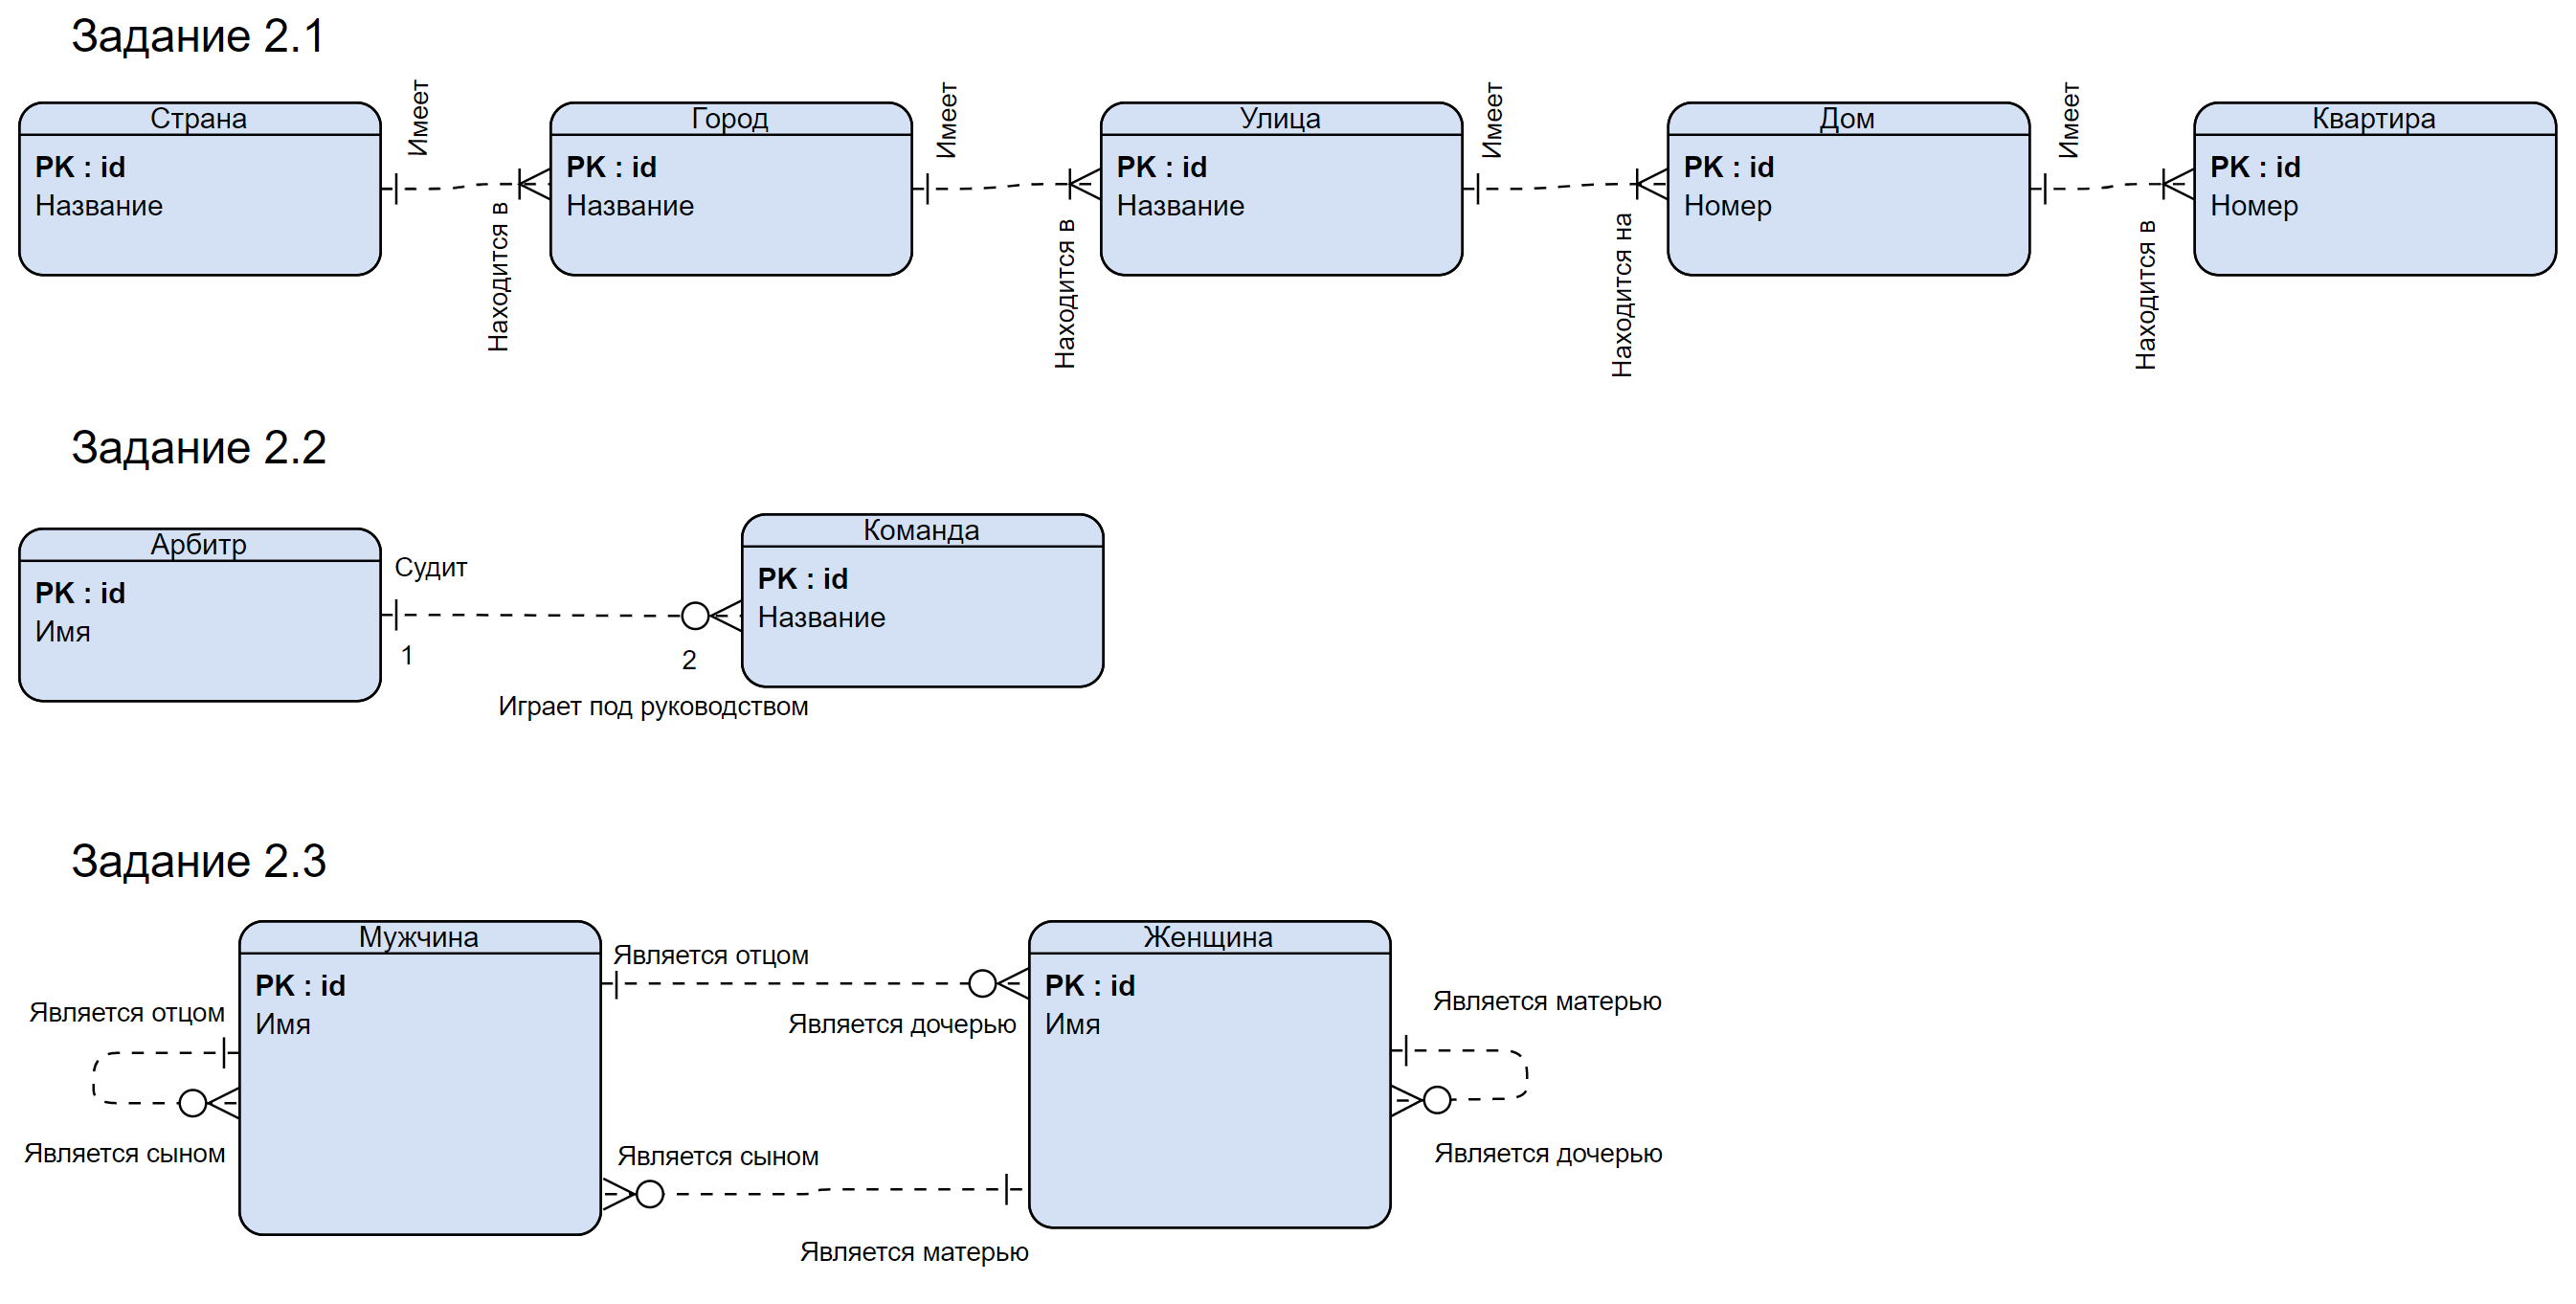 Задание 2.1
Страна
PK : id
Название
Имеет
Находится в
Город
PK : id
Название
Имеет
Находится в
Улица
PK : id
Название
Имеет
Находится на
Дом
PK : id
Номер
Имеет
Находится в
Квартира
PK : id
Номер
Задание 2.2
Арбитр
PK : id
Имя
Судит
1
2
Играет под руководством
Команда
PK : id
Название
Задание 2.3
Является отцом
Является сыном
Мужчина
PK : id
Имя
Является отцом
Является дочерью
Является сыном
Является матерью
Женщина
PK : id
Имя
Является матерью
Является дочерью